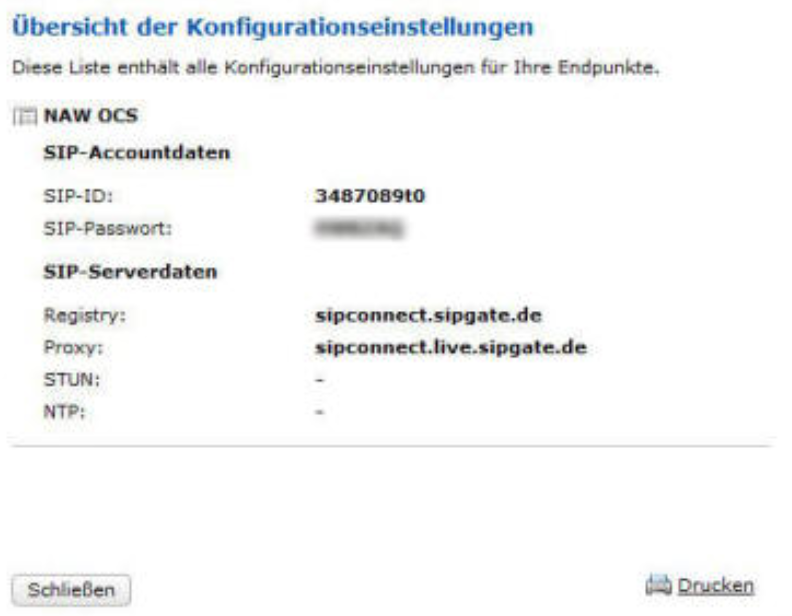 Übersicht der Konfigurationseinstellungen
Diese Liste enthält alle Konfigurationseinstellungen für Ihre Endpunkte.
NAW OCS
SIP-Accountdaten
SIP-ID: 3487089t0
SIP-Passwort:
SIP-Serverdaten
Registry: sipconnect.sipgate.de
Proxy: sipconnect.live.sipgate.de
STUN: -
NTP: -
Schließen Drucken